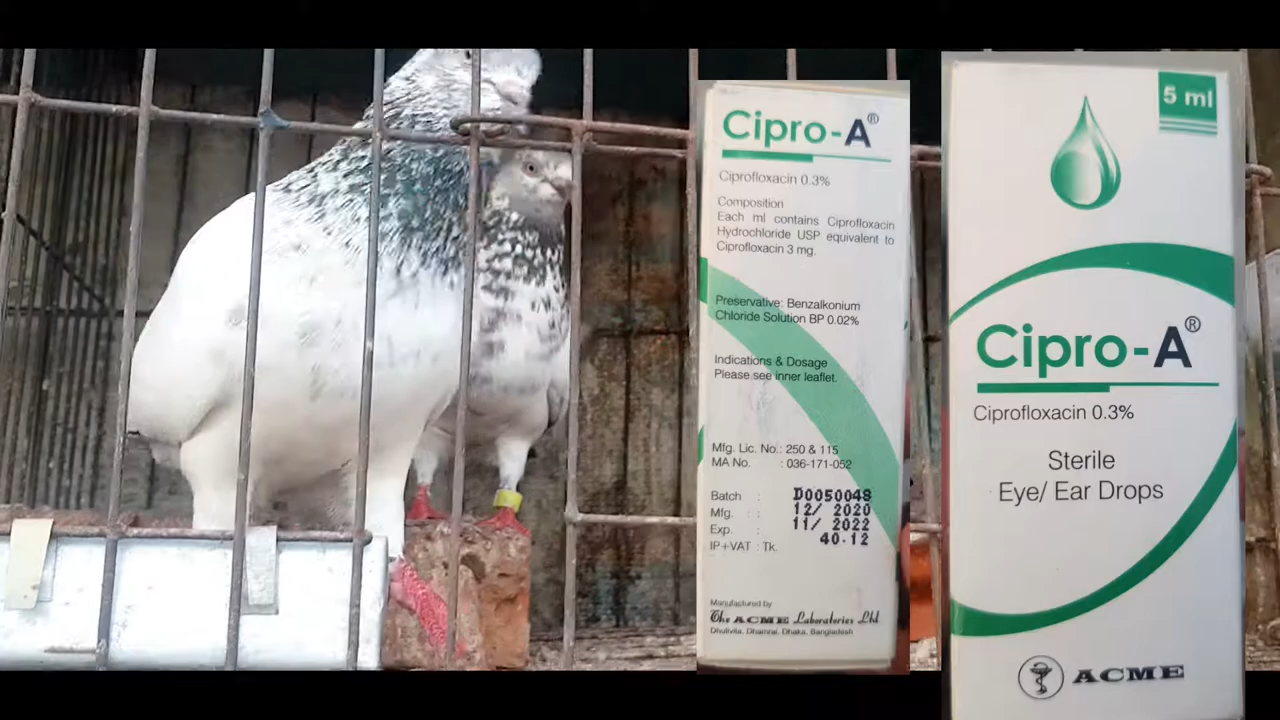 Cipro-A®
Ciprofloxacin 0.3%
Composition
Each ml contains Ciprofloxacin
Hydrochloride USP equivalent to
Ciprofloxacin 3 mg.
Preservative: Benzalkonium
Chloride Solution BP 0.02%
Indications & Dosage
Please see inner leaflet.
Mfg. Lic. No.: 250 & 115
MA No. : 036-171-052
Batch : D0050048
Mfg. : 12/ 2020
Exp. : 11/ 2022
IP+VAT : Tk. 40.12
Manufactured by
The ACME Laboratories Ltd
Dhulivita, Dhamrai, Dhaka, Bangladesh
5 ml
Cipro-A®
Ciprofloxacin 0.3%
Sterile
Eye/ Ear Drops
ACME